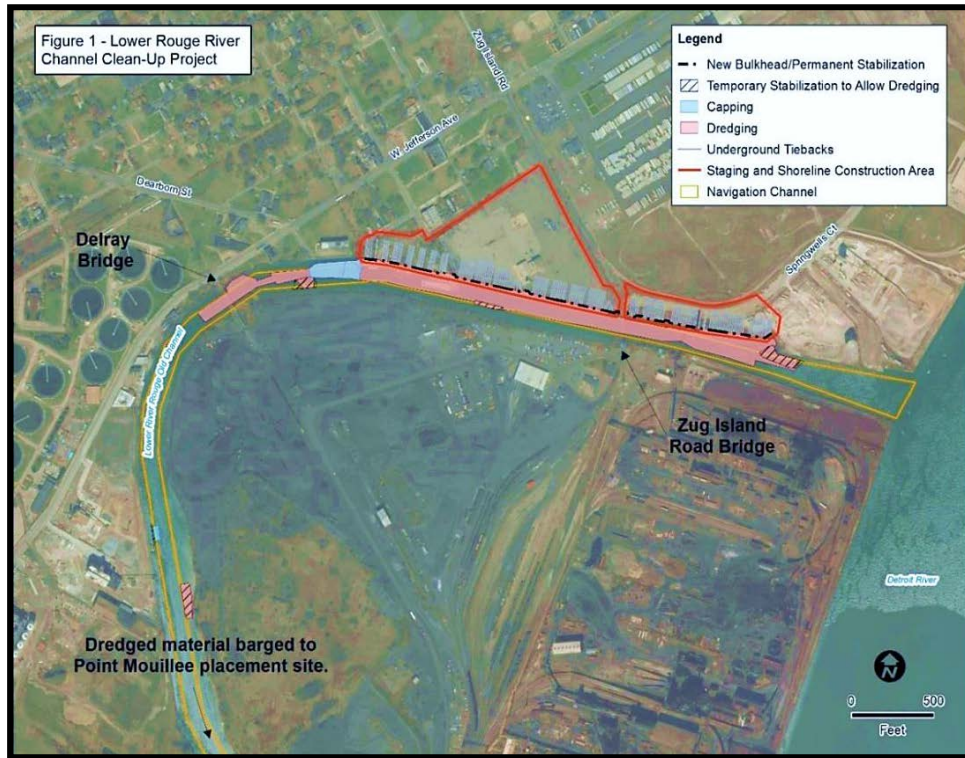 Figure 1 - Lower Rouge River
Channel Clean-Up Project
Zug Island Rd
W. Jefferson Ave
Dearborn St
Legend
New Bulkhead/Permanent Stabilization
Temporary Stabilization to Allow Dredging
Capping
Dredging
Underground Tiebacks
Staging and Shoreline Construction Area
Navigation Channel
Delray
Bridge
Springwells Ct
Lower River Rouge Old Channel
Zug Island
Road Bridge
Detroit River
Dredged material barged to
Point Mouillee placement site.
N
0 500
Feet